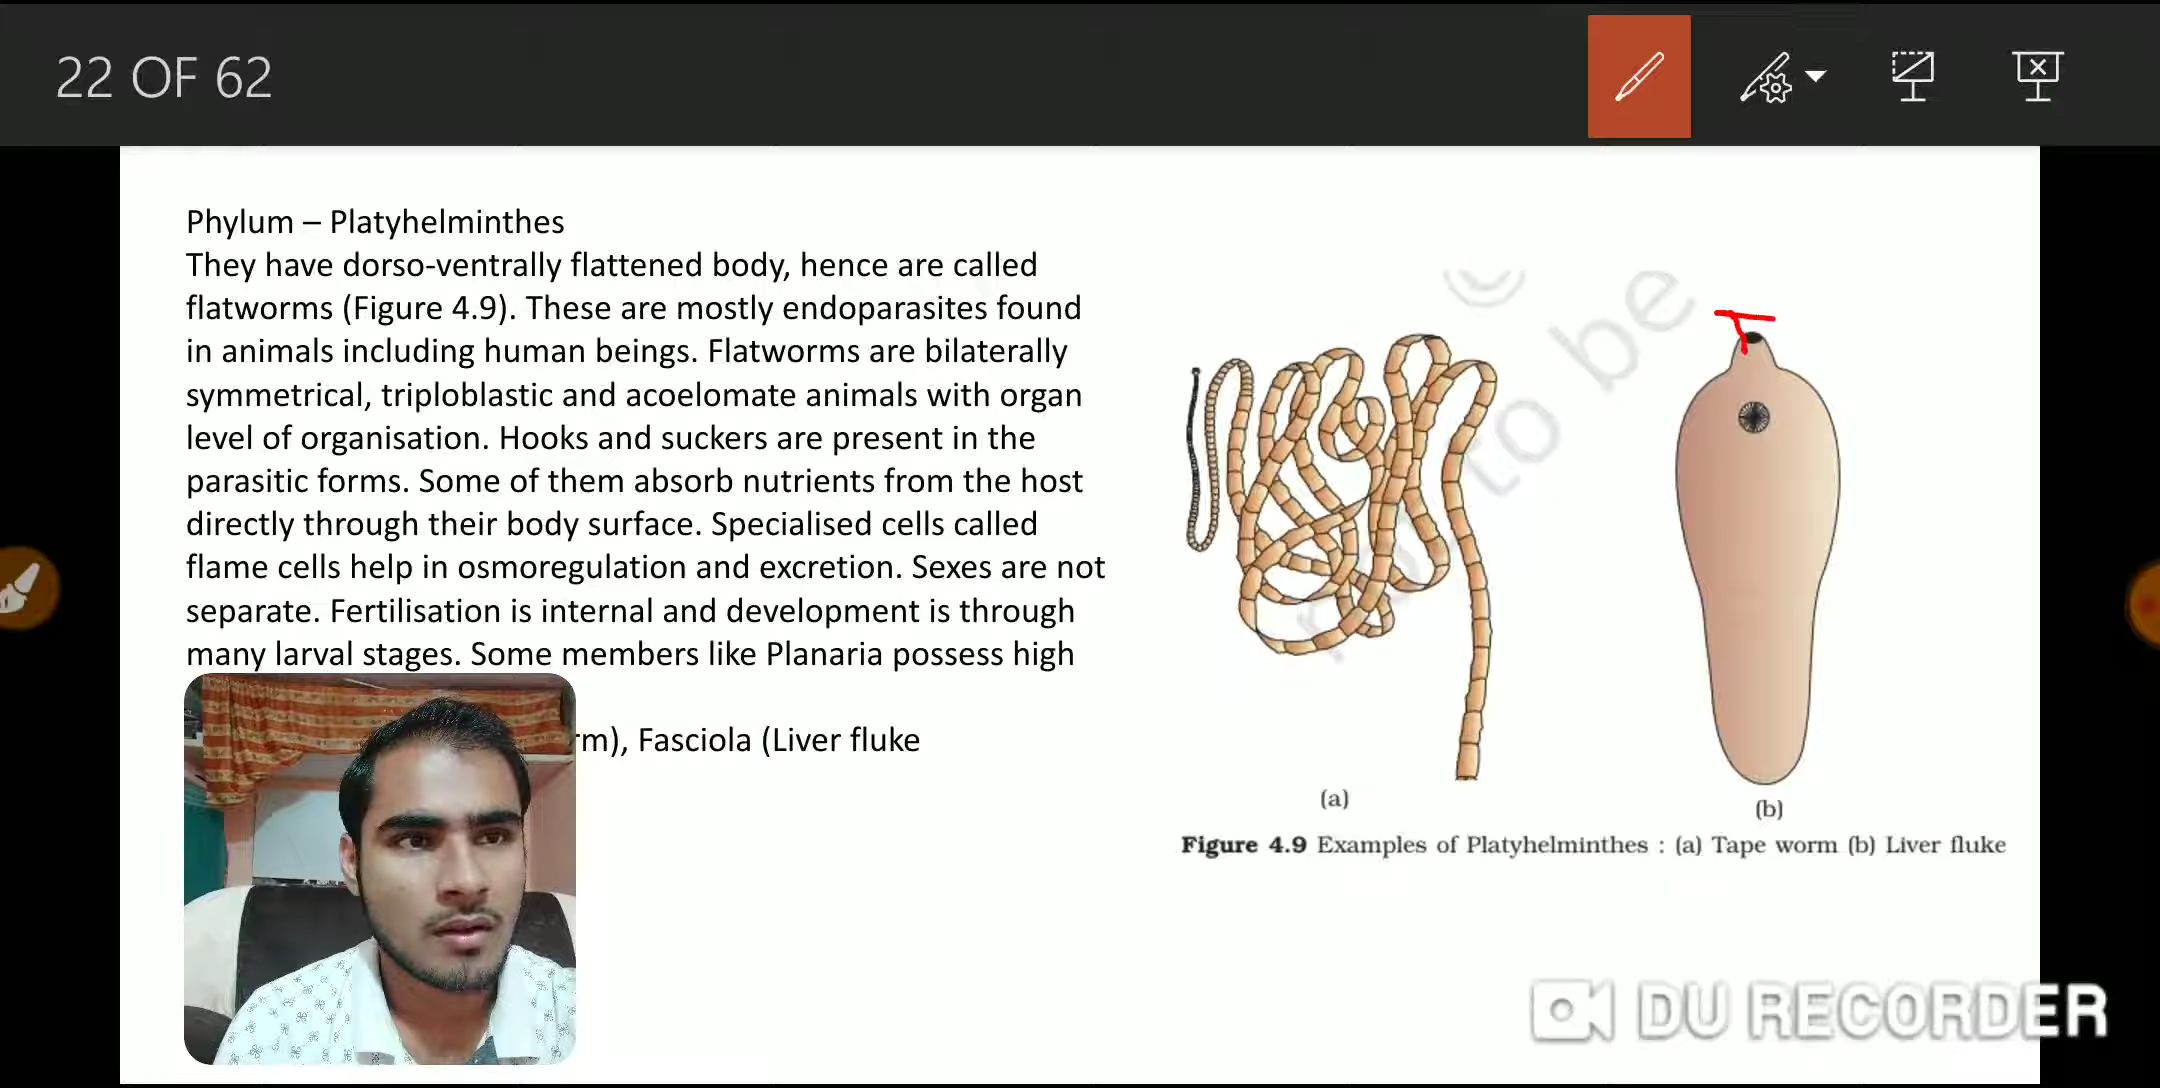 22 OF 62
Phylum – Platyhelminthes
They have dorso-ventrally flattened body, hence are called
flatworms (Figure 4.9). These are mostly endoparasites found
in animals including human beings. Flatworms are bilaterally
symmetrical, triploblastic and acoelomate animals with organ
level of organisation. Hooks and suckers are present in the
parasitic forms. Some of them absorb nutrients from the host
directly through their body surface. Specialised cells called
flame cells help in osmoregulation and excretion. Sexes are not
separate. Fertilisation is internal and development is through
many larval stages. Some members like Planaria possess high
rm), Fasciola (Liver fluke
to be
(a)
(b)
Figure 4.9 Examples of Platyhelminthes : (a) Tape worm (b) Liver fluke
DU RECORDER